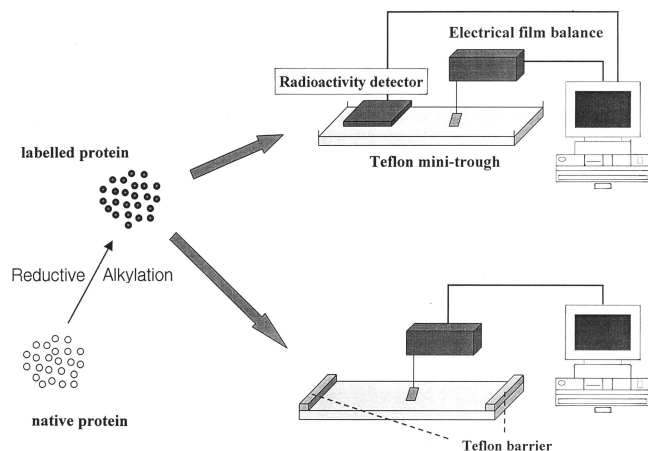 Electrical film balance
Radioactivity detector
labelled protein
Teflon mini-trough
Reductive Alkylation
native protein
Teflon barrier